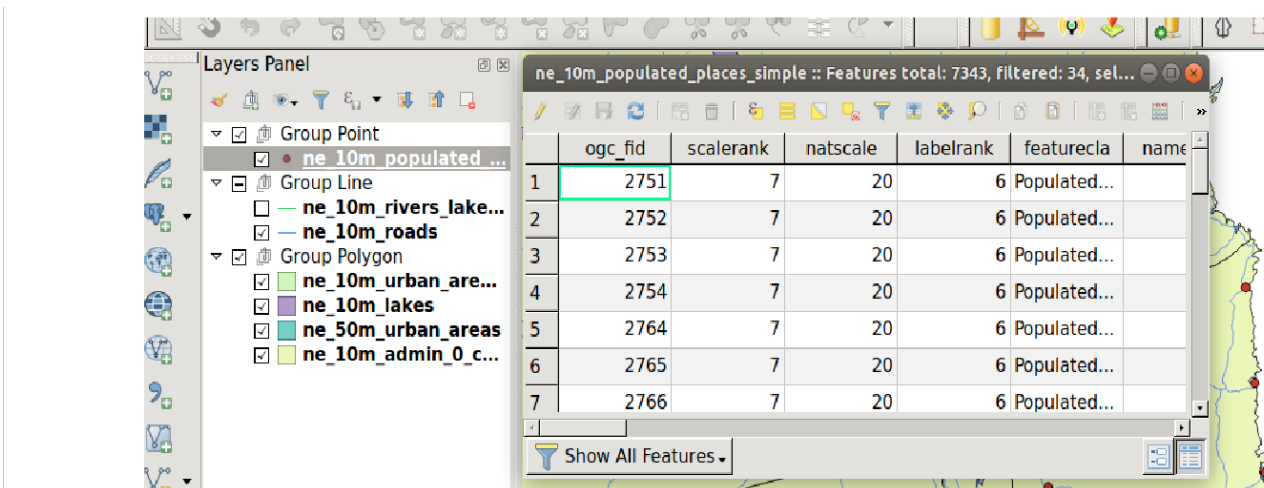 Layers Panel
Group Point
ne_10m_populated ...
Group Line
ne_10m_rivers_lake...
ne_10m_roads
Group Polygon
ne_10m_urban_are...
ne_10m_lakes
ne_50m_urban_areas
ne_10m_admin_0_c...
ne_10m_populated_places_simple :: Features total: 7343, filtered: 34, sel...
ogc_fid scalerank natscale labelrank featurecla name
1 2751 7 20 6 Populated...
2 2752 7 20 6 Populated...
3 2753 7 20 6 Populated...
4 2754 7 20 6 Populated...
5 2764 7 20 6 Populated...
6 2765 7 20 6 Populated...
7 2766 7 20 6 Populated...
Show All Features